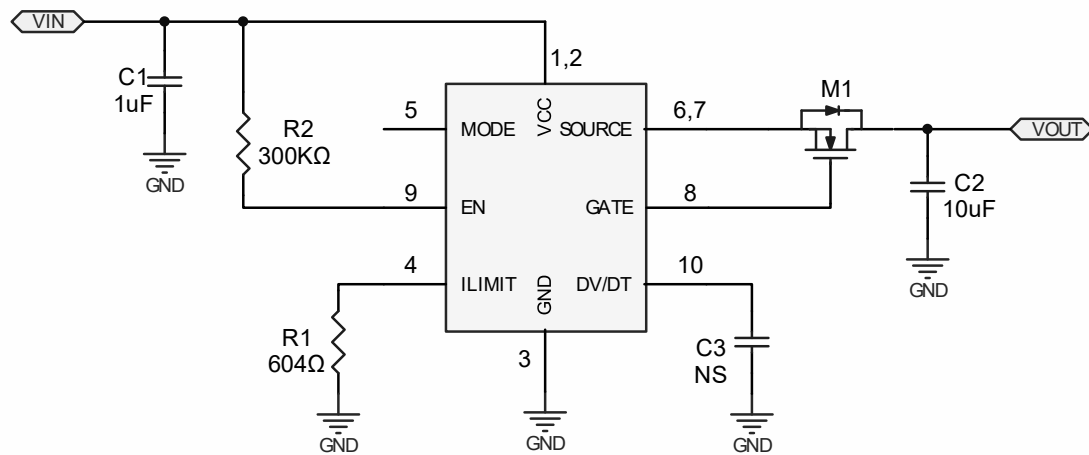 VIN
C1
1uF
GND
R2
300KΩ
1,2
5
MODE
VCC
SOURCE
6,7
M1
VOUT
9
EN
GATE
8
C2
10uF
GND
4
ILIMIT
GND
DV/DT
10
R1
604Ω
GND
3
GND
C3
NS
GND